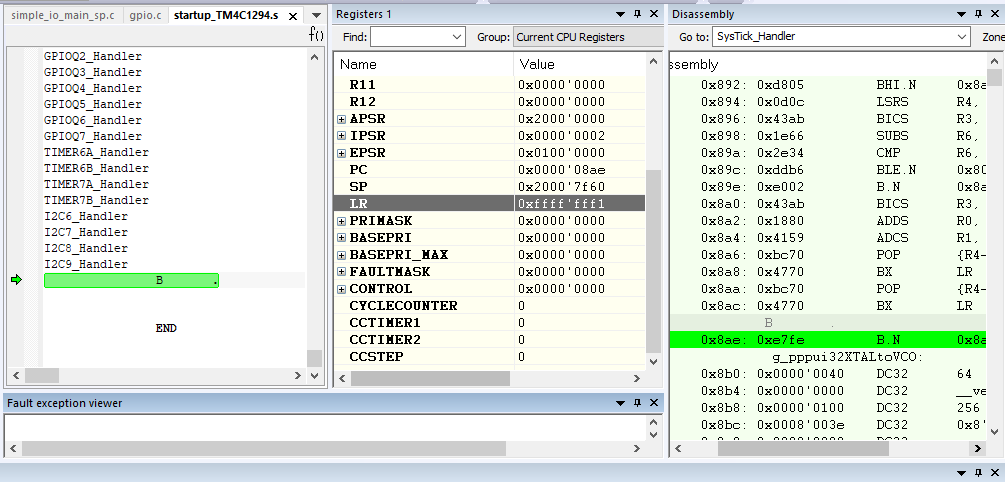 simple_io_main_sp.c gpio.c startup_TM4C1294.s
f()
GPIOQ2_Handler
GPIOQ3_Handler
GPIOQ4_Handler
GPIOQ5_Handler
GPIOQ6_Handler
GPIOQ7_Handler
TIMER6A_Handler
TIMER6B_Handler
TIMER7A_Handler
TIMER7B_Handler
I2C6_Handler
I2C7_Handler
I2C8_Handler
I2C9_Handler
B .
END
Registers 1
Find: Group: Current CPU Registers
Name Value
R11 0x0000'0000
R12 0x0000'0000
APSR 0x2000'0000
IPSR 0x0000'0002
EPSR 0x0100'0000
PC 0x0000'08ae
SP 0x2000'7f60
LR 0xffff'fff1
PRIMASK 0x0000'0000
BASEPRI 0x0000'0000
BASEPRI_MAX 0x0000'0000
FAULTMASK 0x0000'0000
CONTROL 0x0000'0000
CYCLECOUNTER 0
CCTIMER1 0
CCTIMER2 0
CCSTEP 0
Disassembly
Go to: SysTick_Handler Zone
ssembly
0x892: 0xd805 BHI.N 0x8a
0x894: 0x0d0c LSRS R4,
0x896: 0x43ab BICS R3,
0x898: 0x1e66 SUBS R6,
0x89a: 0x2e34 CMP R6,
0x89c: 0xddb6 BLE.N 0x80
0x89e: 0xe002 B.N 0x8a
0x8a0: 0x43ab BICS R3,
0x8a2: 0x1880 ADDS R0,
0x8a4: 0x4159 ADCS R1,
0x8a6: 0xbc70 POP {R4-
0x8a8: 0x4770 BX LR
0x8aa: 0xbc70 POP {R4-
0x8ac: 0x4770 BX LR
B .
0x8ae: 0xe7fe B.N 0x8a
g_pppui32XTALtoVCO:
0x8b0: 0x0000'0040 DC32 64
0x8b4: 0x0000'0000 DC32 __ve
0x8b8: 0x0000'0100 DC32 256
0x8bc: 0x0008'003e DC32 0x8'
Fault exception viewer